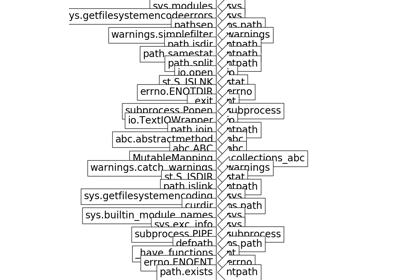 sys.modules sys
sys.getfilesystemencodeerrors sys
pathsep os.path
warnings.simplefilter warnings
path.isdir ntpath
path.samestat ntpath
path.split ntpath
io.open io
st.S_ISLNK stat
errno.ENOTDIR errno
exit nt
subprocess.Popen subprocess
io.TextIOWrapper io
path.join ntpath
abc.abstractmethod abc
abc.ABC abc
MutableMapping _collections_abc
warnings.catch_warnings warnings
st.S_ISDIR stat
path.islink ntpath
sys.getfilesystemencoding sys
curdir os.path
sys.builtin_module_names sys
sys.exc_info sys
subprocess.PIPE subprocess
defpath os.path
_have_functions nt
errno.ENOENT errno
path.exists ntpath